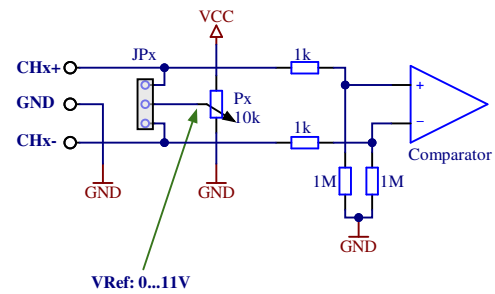 VCC
JPx
1k
CHx+
Px
10k
+
GND
1k
−
CHx-
Comparator
1M
1M
GND
GND
GND
VRef: 0...11V